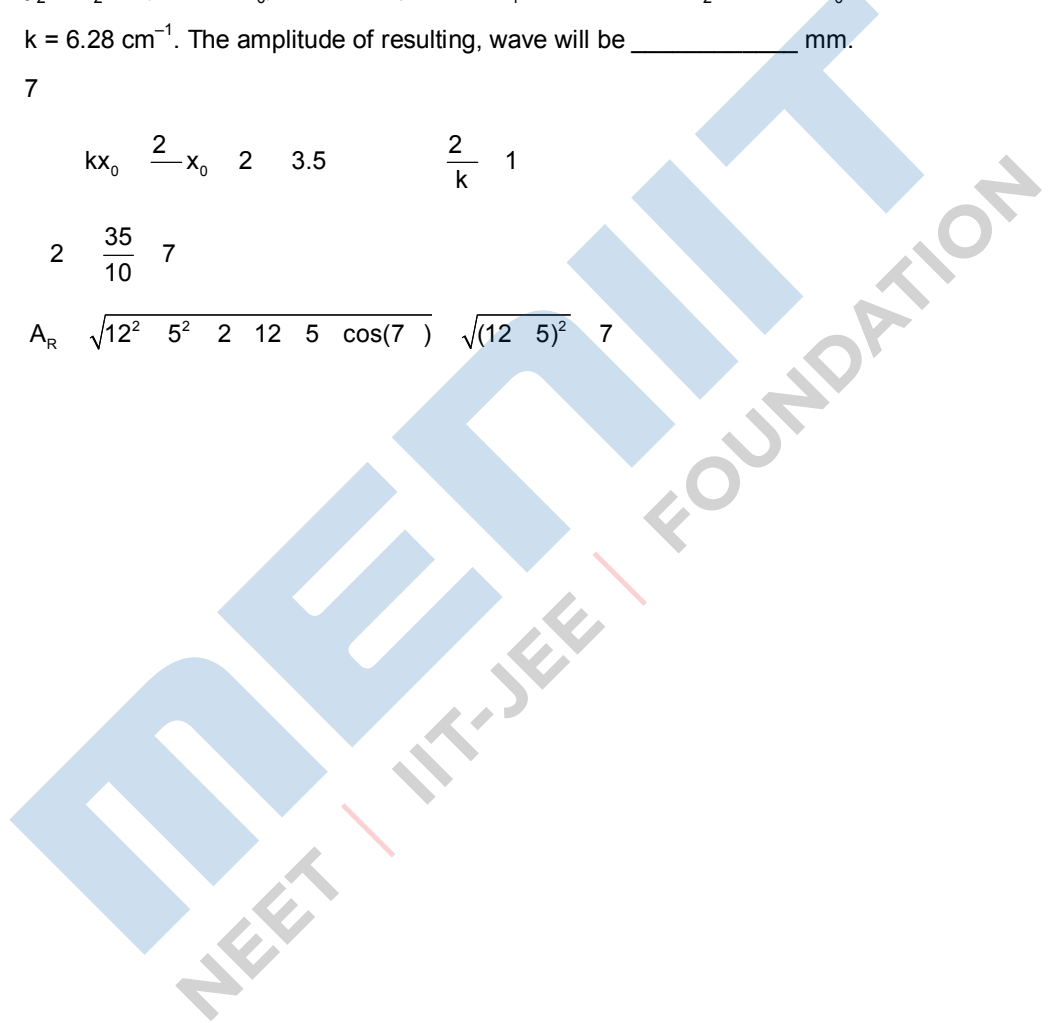 k = 6.28 cm⁻¹. The amplitude of resulting, wave will be ____________ mm.
7
kx₀ 2/ x₀ 2 3.5 2/k 1
2 35/10 7
A_R √12² 5² 2 12 5 cos(7 ) √(12 5)² 7
MENIIT
NEET | IIT-JEE | FOUNDATION